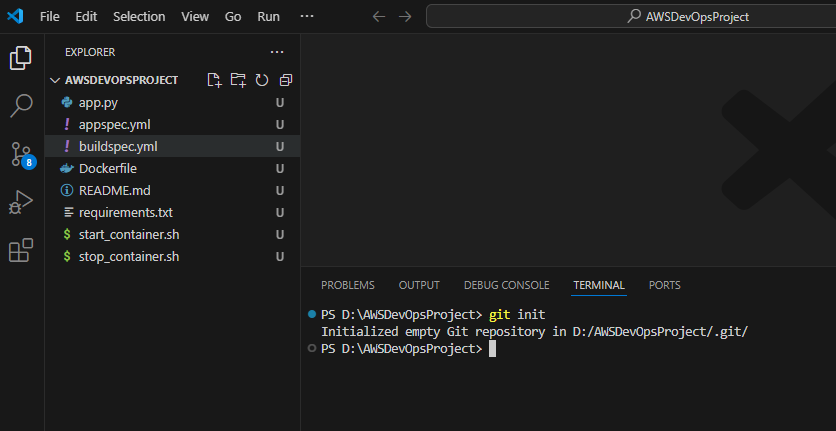 File Edit Selection View Go Run ··· AWSDevOpsProject
EXPLORER ···
AWSDEVOPSPROJECT
app.py U
! appspec.yml U
! buildspec.yml U
Dockerfile U
README.md U
requirements.txt U
$ start_container.sh U
$ stop_container.sh U
8
PROBLEMS OUTPUT DEBUG CONSOLE TERMINAL PORTS
PS D:\AWSDevOpsProject> git init
Initialized empty Git repository in D:/AWSDevOpsProject/.git/
PS D:\AWSDevOpsProject>